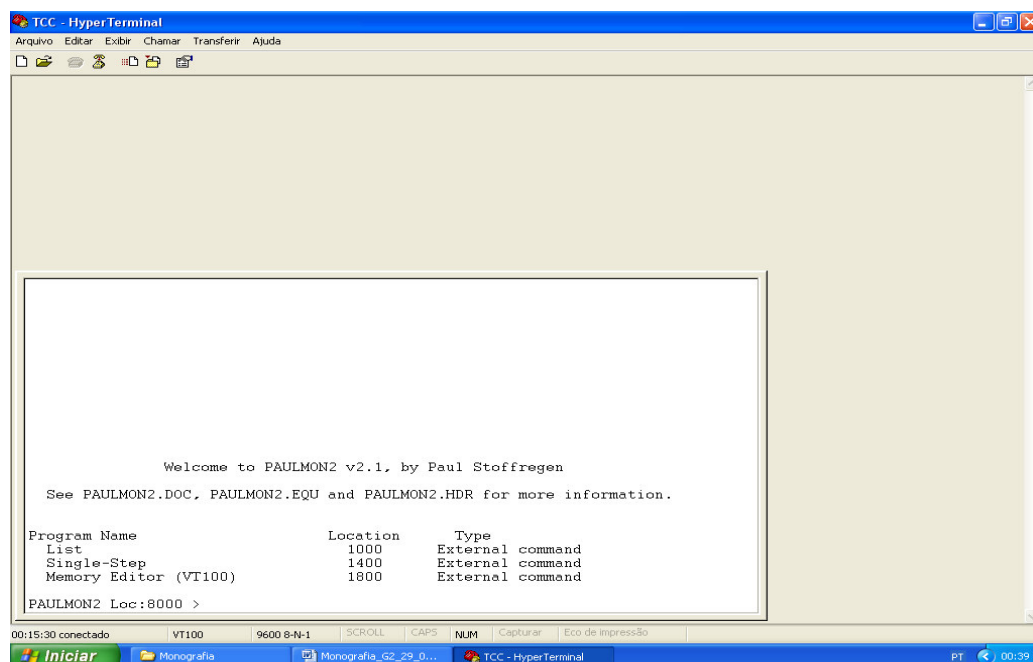 TCC - HyperTerminal
Arquivo Editar Exibir Chamar Transferir Ajuda
Welcome to PAULMON2 v2.1, by Paul Stoffregen
See PAULMON2.DOC, PAULMON2.EQU and PAULMON2.HDR for more information.
Program Name Location Type
List 1000 External command
Single-Step 1400 External command
Memory Editor (VT100) 1800 External command
PAULMON2 Loc:8000 >
00:15:30 conectado VT100 9600 8-N-1 SCROLL CAPS NUM Capturar Eco de impressão
Iniciar Monografia Monografia_G2_29_0... TCC - HyperTerminal PT 00:39